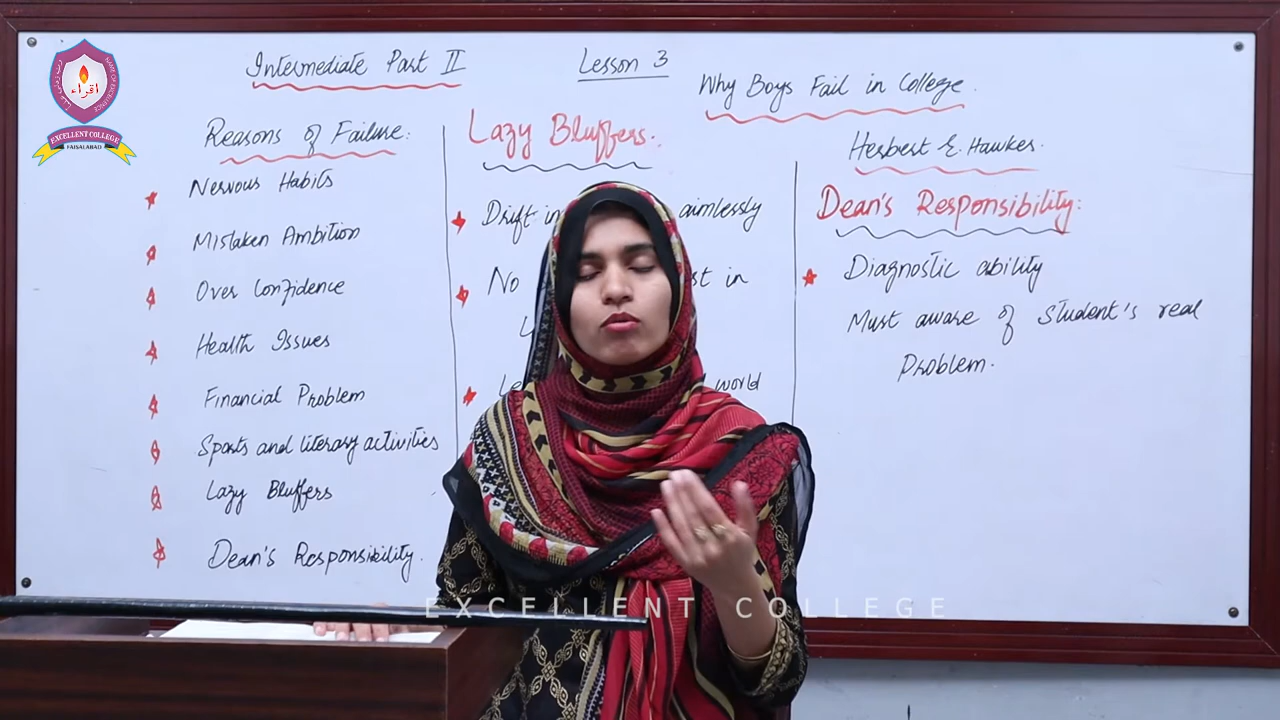 Intermediate Part II
Lesson 3
Why Boys Fail in College.
Herbert E. Hawkes.
Reasons of Failure:
Nervous Habits
Mistaken Ambition
Over Confidence
Health Issues
Financial Problem
Sports and literary activities
Lazy Bluffers
Dean's Responsibility.
Lazy Bluffers.
Drift in aimlessly
No in
world
Dean's Responsibility:
Diagnostic ability
Must aware of student's real
Problem.
اقراء
EXCELLENT COLLEGE
FAISALABAD
EXCELLENT COLLEGE